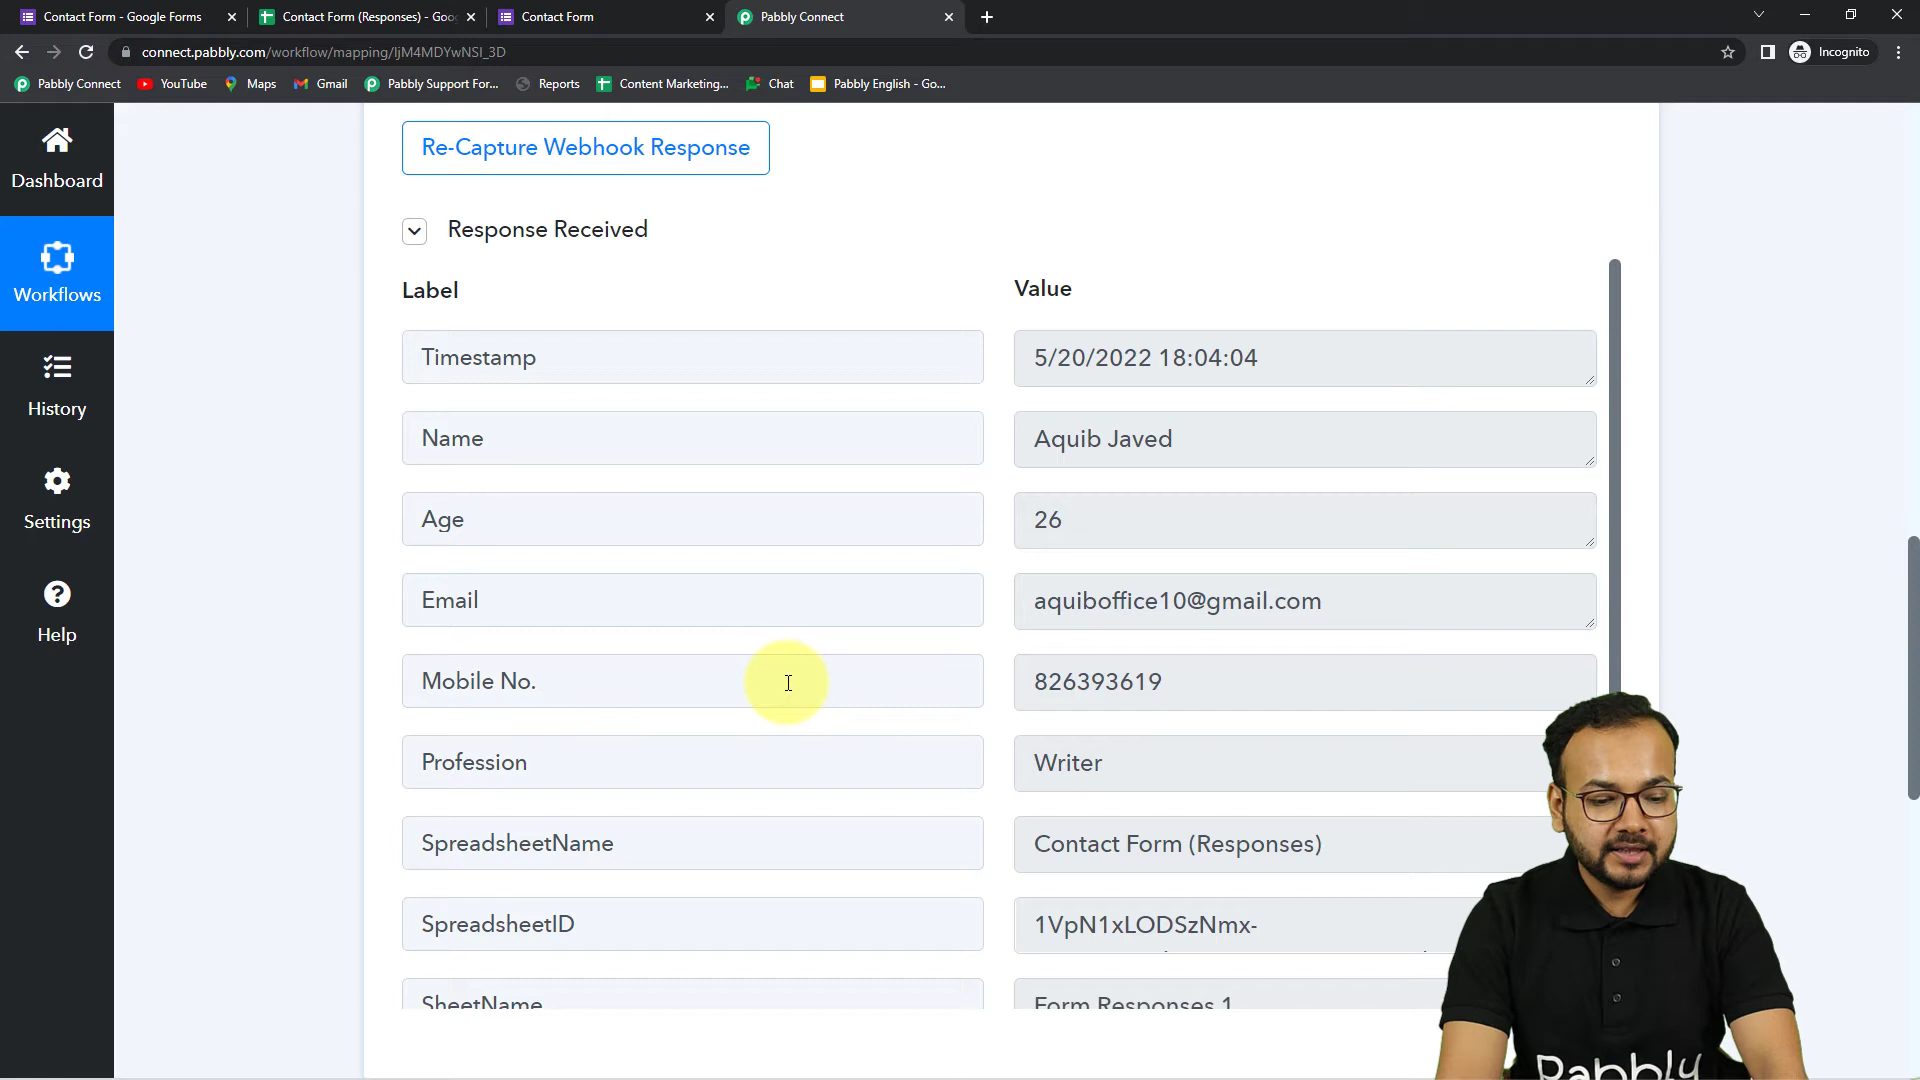 Contact Form - Google Forms
Contact Form (Responses) - Goo
Contact Form
Pabbly Connect
connect.pabbly.com/workflow/mapping/IjM4MDYwNSI_3D
Incognito
Pabbly Connect
YouTube
Maps
Gmail
Pabbly Support For...
Reports
Content Marketing...
Chat
Pabbly English - Go...
Dashboard
Workflows
History
Settings
Help
Re-Capture Webhook Response
Response Received
Label Value
Timestamp 5/20/2022 18:04:04
Name Aquib Javed
Age 26
Email aquiboffice10@gmail.com
Mobile No. 826393619
Profession Writer
SpreadsheetName Contact Form (Responses)
SpreadsheetID 1VpN1xLODSzNmx-
SheetName Form Responses 1
Pabbly